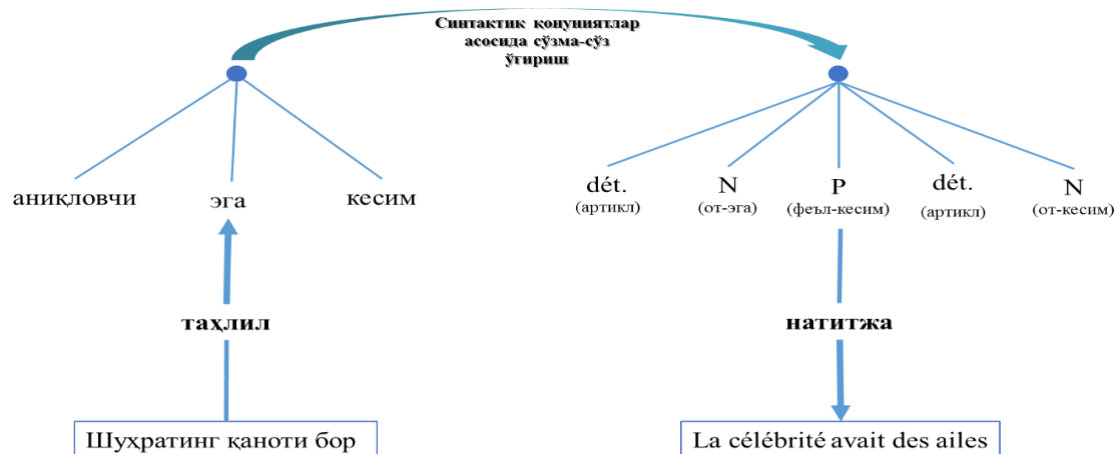 Синтактик қонуниятлар
асосида сўзма-сўз
ўгириш
аниқловчи
эга
кесим
dét.
(артикл)
N
(от-эга)
P
(феъл-кесим)
dét.
(артикл)
N
(от-кесим)
таҳлил
натитжа
Шуҳратинг қаноти бор
La célébrité avait des ailes